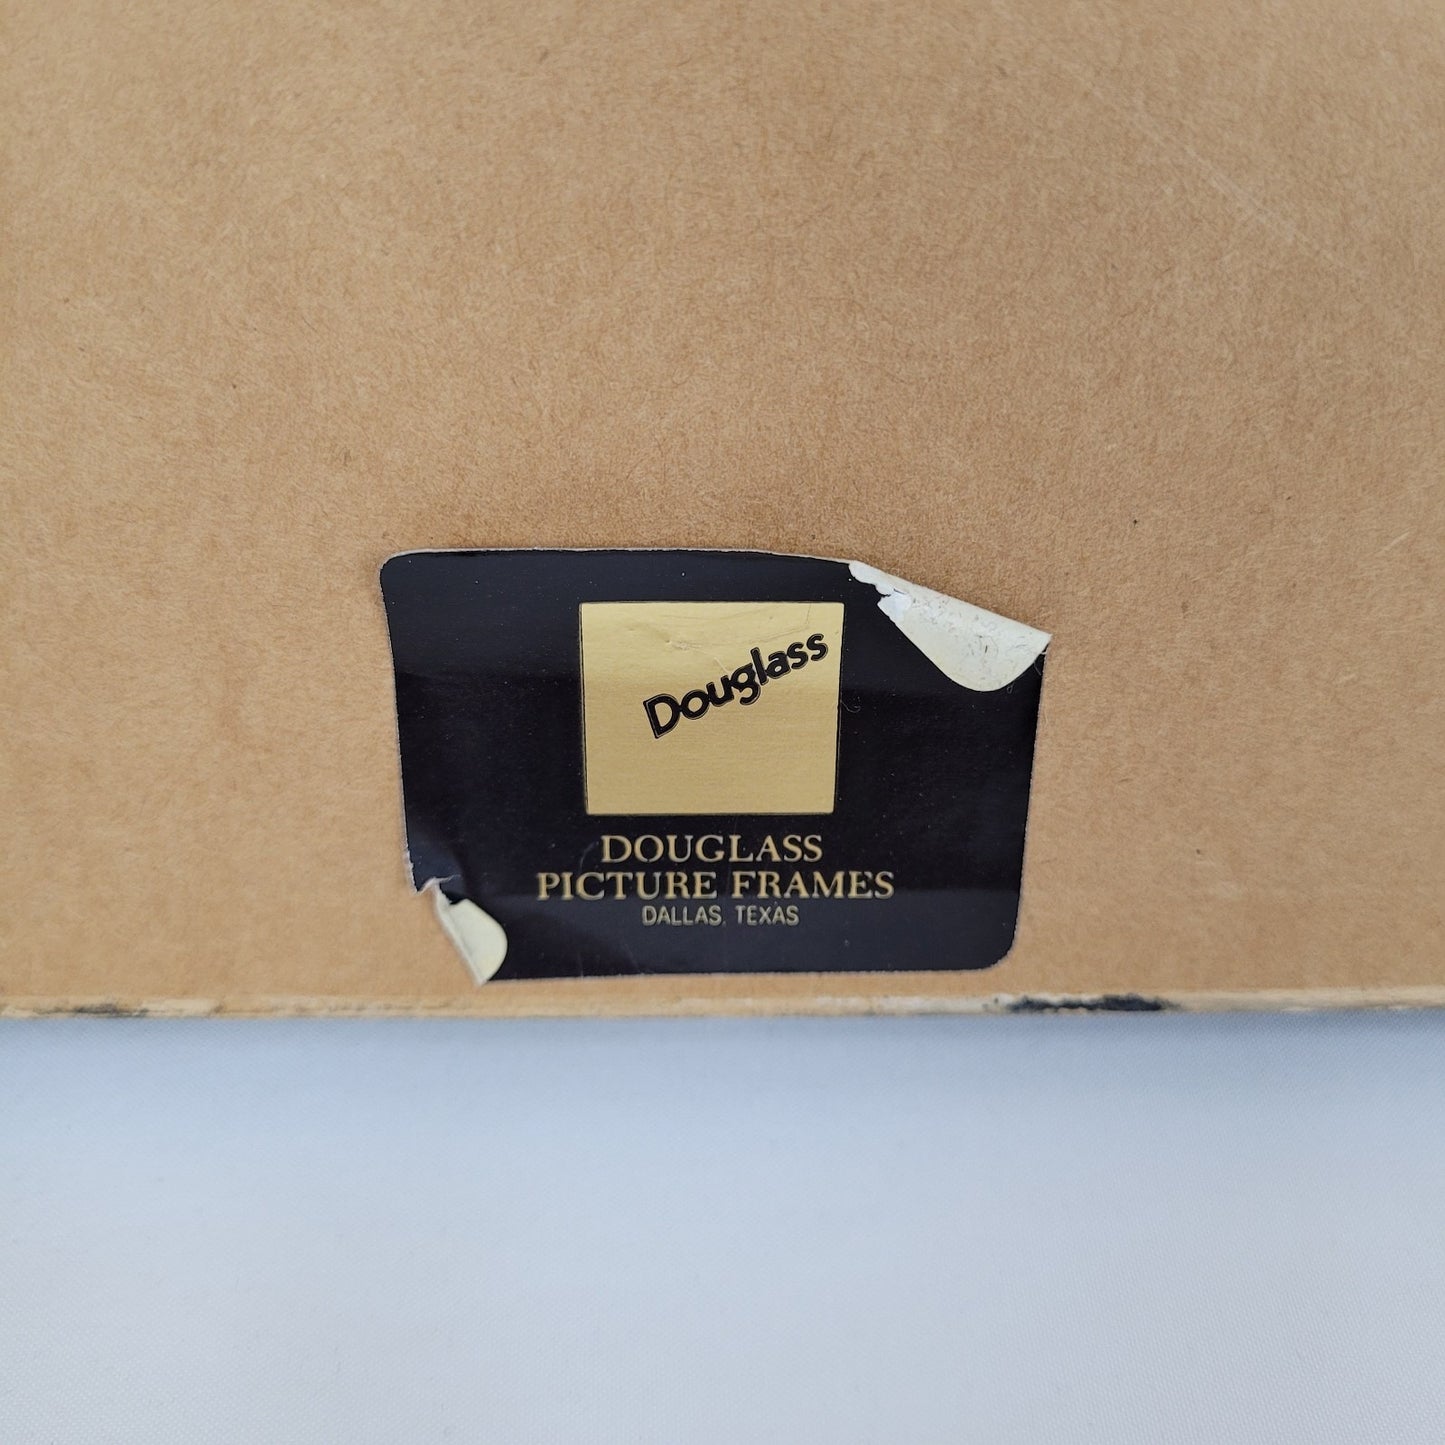 Douglass
DOUGLASS
PICTURE FRAMES
DALLAS, TEXAS